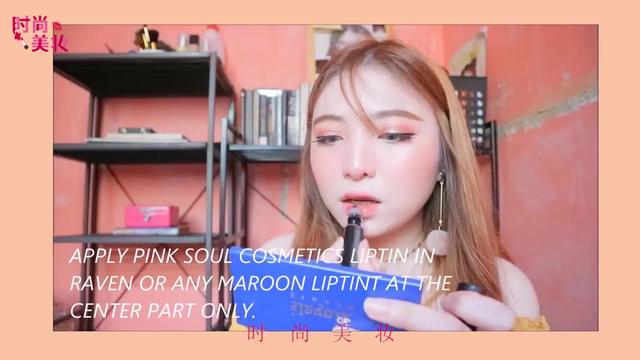 时尚
美妆
APPLY PINK SOUL COSMETICS LIPTIN IN
RAVEN OR ANY MAROON LIPTINT AT THE
CENTER PART ONLY.
时尚美妆